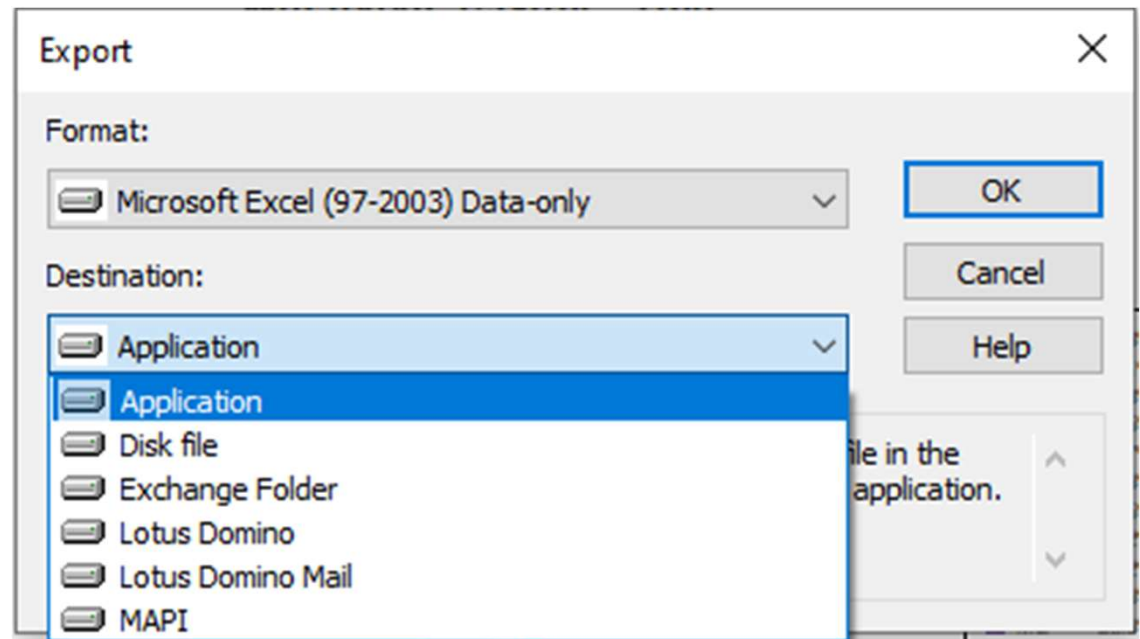 Export
Format:
Microsoft Excel (97-2003) Data-only
OK
Destination:
Cancel
Application
Help
Application
Disk file
file in the
Exchange Folder
application.
Lotus Domino
Lotus Domino Mail
MAPI